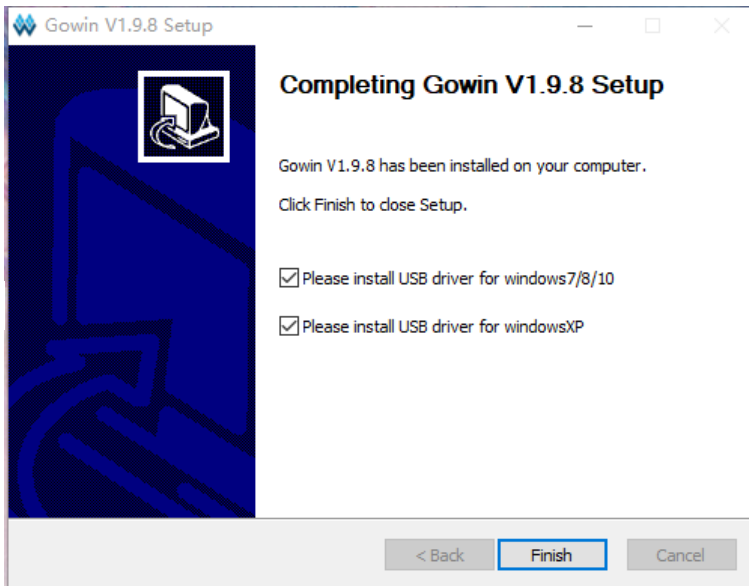 Gowin V1.9.8 Setup
Completing Gowin V1.9.8 Setup
Gowin V1.9.8 has been installed on your computer.
Click Finish to close Setup.
Please install USB driver for windows7/8/10
Please install USB driver for windowsXP
< Back Finish Cancel